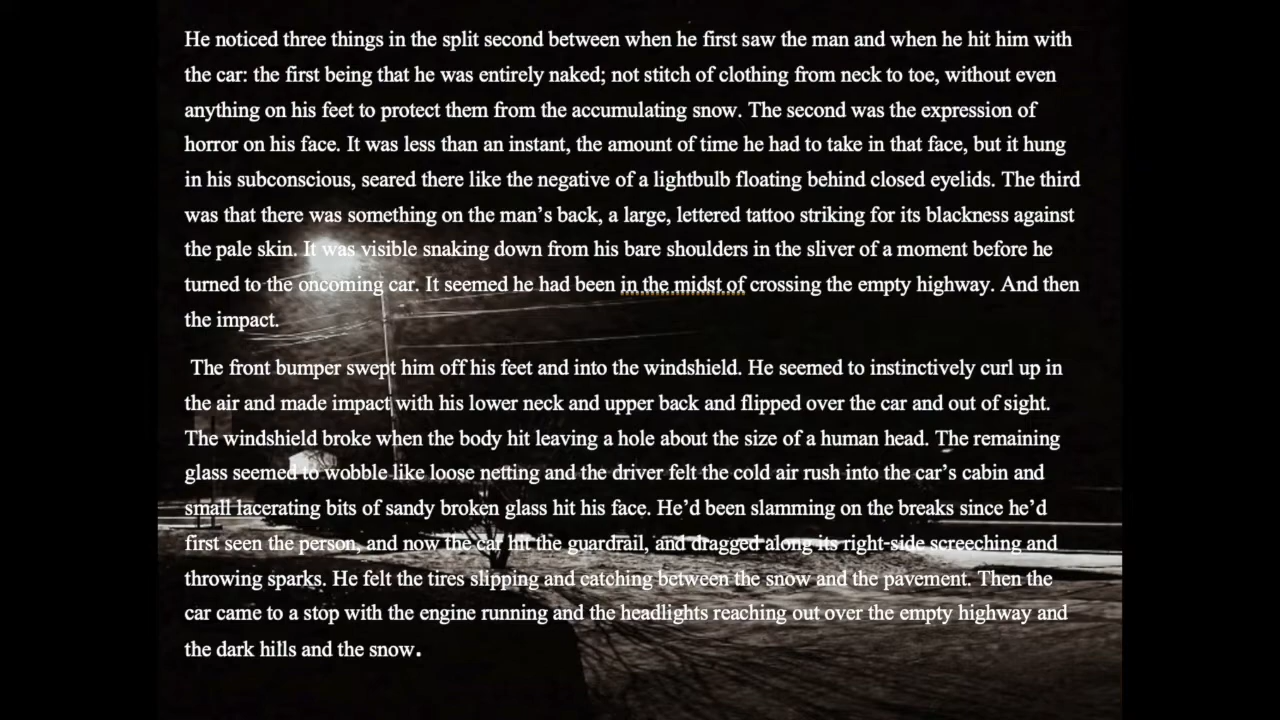 He noticed three things in the split second between when he first saw the man and when he hit him with
the car: the first being that he was entirely naked; not stitch of clothing from neck to toe, without even
anything on his feet to protect them from the accumulating snow. The second was the expression of
horror on his face. It was less than an instant, the amount of time he had to take in that face, but it hung
in his subconscious, seared there like the negative of a lightbulb floating behind closed eyelids. The third
was that there was something on the man’s back, a large, lettered tattoo striking for its blackness against
the pale skin. It was visible snaking down from his bare shoulders in the sliver of a moment before he
turned to the oncoming car. It seemed he had been in the midst of crossing the empty highway. And then
the impact.
The front bumper swept him off his feet and into the windshield. He seemed to instinctively curl up in
the air and made impact with his lower neck and upper back and flipped over the car and out of sight.
The windshield broke when the body hit leaving a hole about the size of a human head. The remaining
glass seemed to wobble like loose netting and the driver felt the cold air rush into the car’s cabin and
small lacerating bits of sandy broken glass hit his face. He’d been slamming on the breaks since he’d
first seen the person, and now the car hit the guardrail, and dragged along its right-side screeching and
throwing sparks. He felt the tires slipping and catching between the snow and the pavement. Then the
car came to a stop with the engine running and the headlights reaching out over the empty highway and
the dark hills and the snow.